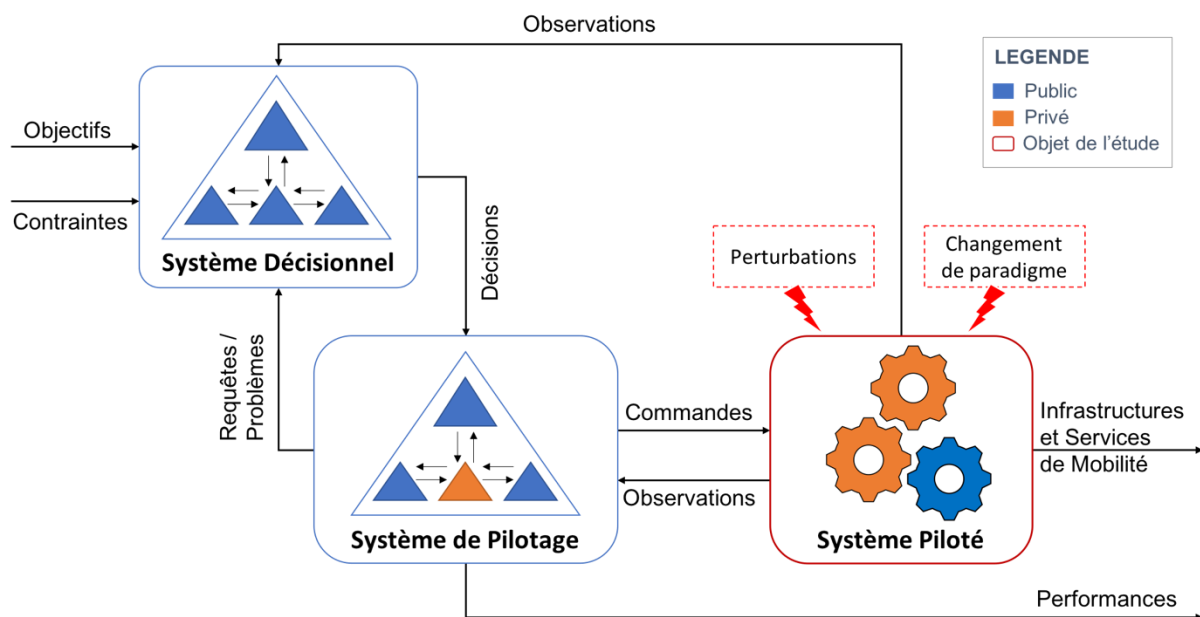 Observations
LEGENDE
Public
Privé
Objet de l'étude
Objectifs
Contraintes
Système Décisionnel
Décisions
Perturbations
Changement
de paradigme
Requêtes /
Problèmes
Commandes
Observations
Infrastructures
et Services
de Mobilité
Système de Pilotage
Système Piloté
Performances